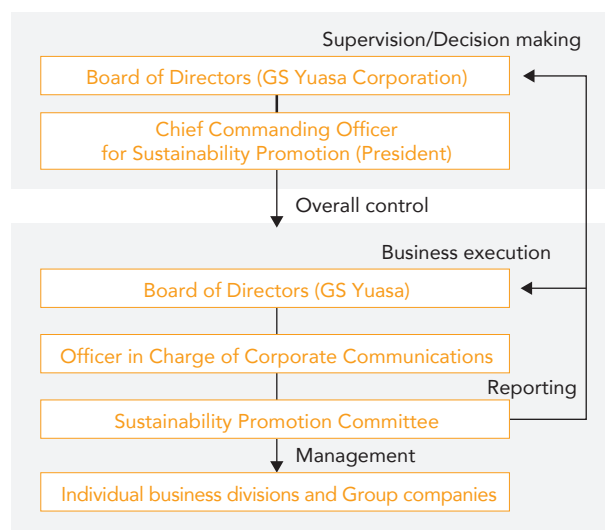 Supervision/Decision making
Board of Directors (GS Yuasa Corporation)
Chief Commanding Officer
for Sustainability Promotion (President)
Overall control
Business execution
Board of Directors (GS Yuasa)
Officer in Charge of Corporate Communications
Reporting
Sustainability Promotion Committee
Management
Individual business divisions and Group companies